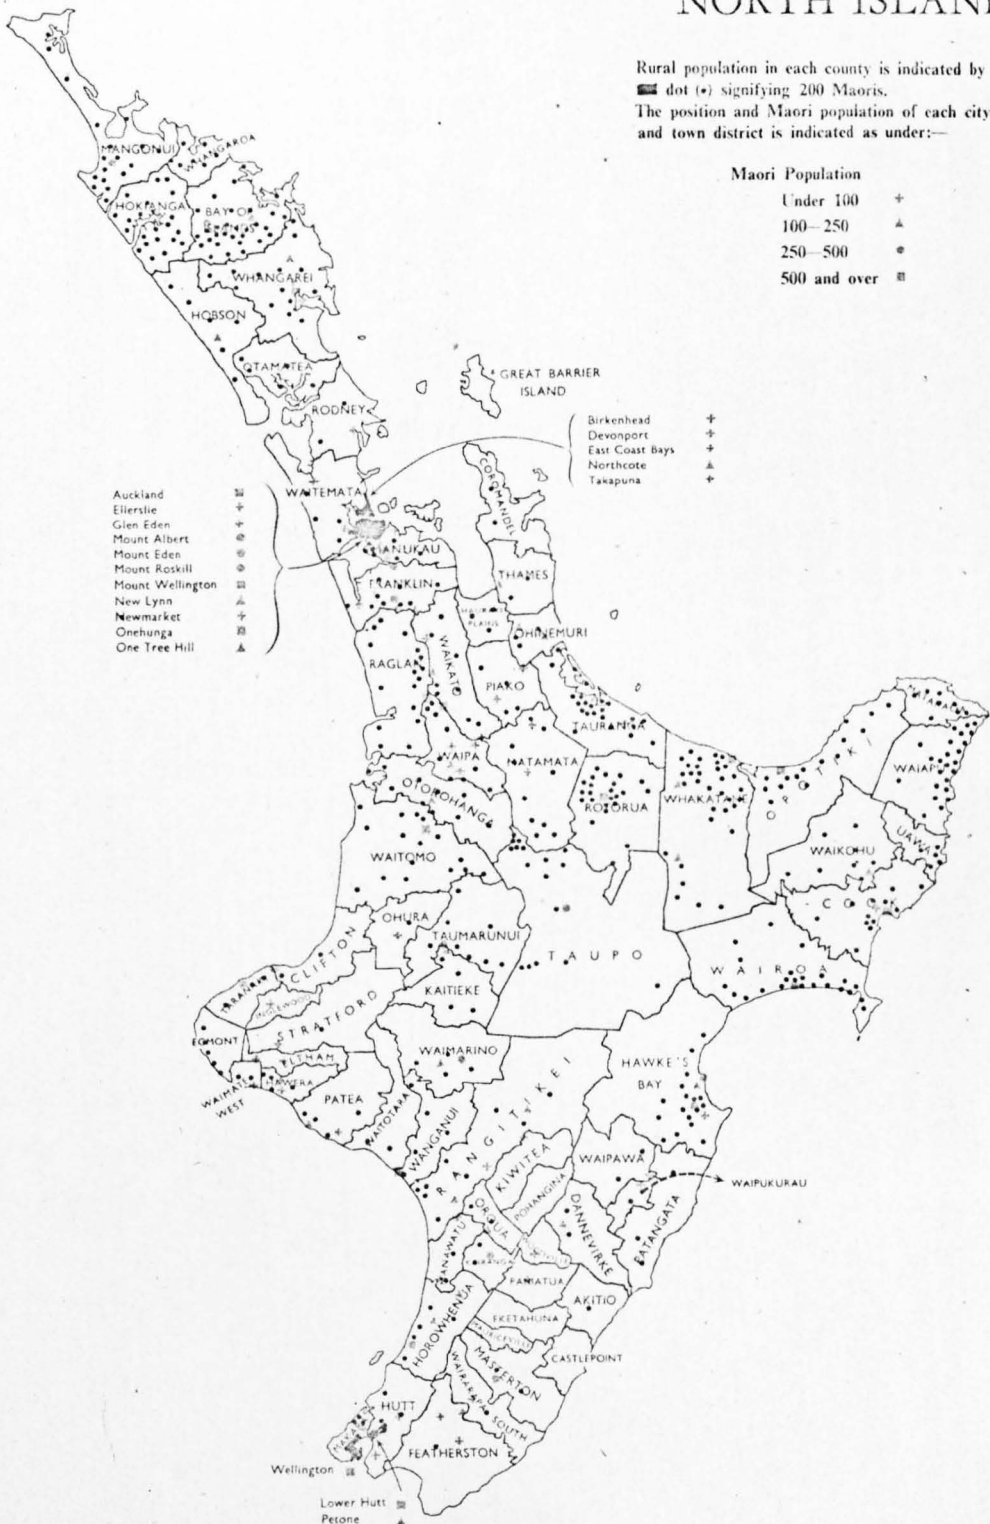 NORTH ISLAND
Rural population in each county is indicated by
dot (•) signifying 200 Maoris.
The position and Maori population of each city
and town district is indicated as under:—
Maori Population
Under 100 +
100—250 ▲
250—500 ●
500 and over ■
MANGONUI
WHANGAROA
HOKIANGA
BAY OF
ISLANDS
WHANGAREI
HOBSON
OTAMATEA
RODNEY
GREAT BARRIER
ISLAND
Birkenhead +
Devonport +
East Coast Bays +
Northcote ▲
Takapuna +
Auckland ■
Ellerslie +
Glen Eden +
Mount Albert ●
Mount Eden ●
Mount Roskill ●
Mount Wellington ■
New Lynn ▲
Newmarket +
Onehunga ■
One Tree Hill ▲
WAITEMATA
COROMANDEL
MANUKAU
FRANKLIN
THAMES
HAURAKI
PLAINS
OHINEMURI
RAGLAN
WAIKATO
PIAKO
TAURANGA
WAIPA
MATAMATA
OTOROHANGA
ROTORUA
WHAKATANE
OPOTIKI
MATAKAOA
WAIAPU
UAWA
WAIKOHU
COOK
WAITOMO
OHURA
CLIFTON
TAUMARUNUI
TAUPO
WAIROA
KAITIEKE
TARANAKI
INGLEWOOD
STRATFORD
EGMONT
ELTHAM
HAWERA
WAIMATE
WEST
PATEA
WAIMARINO
WAITOTARA
WANGANUI
RANGITIKEI
HAWKE'S
BAY
KIWITEA
POHANGINA
WAIPAWA
WAIPUKURAU
OROUA
DANNEVIRKE
PATANGATA
MANAWATU
KAIRANGA
WOODVILLE
PAHIATUA
AKITIO
HOROWHENUA
EKETAHUNA
MAURICEVILLE
CASTLEPOINT
MASTERTON
WAIRARAPA
SOUTH
HUTT
MAKARA
FEATHERSTON
Wellington ■
Lower Hutt ■
Petone ▲